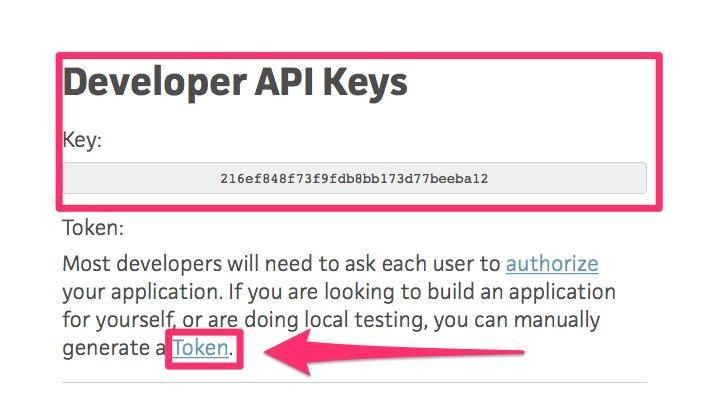 Developer API Keys
Key:
216ef848f73f9fdb8bb173d77beeba12
Token:
Most developers will need to ask each user to authorize
your application. If you are looking to build an application
for yourself, or are doing local testing, you can manually
generate a Token.